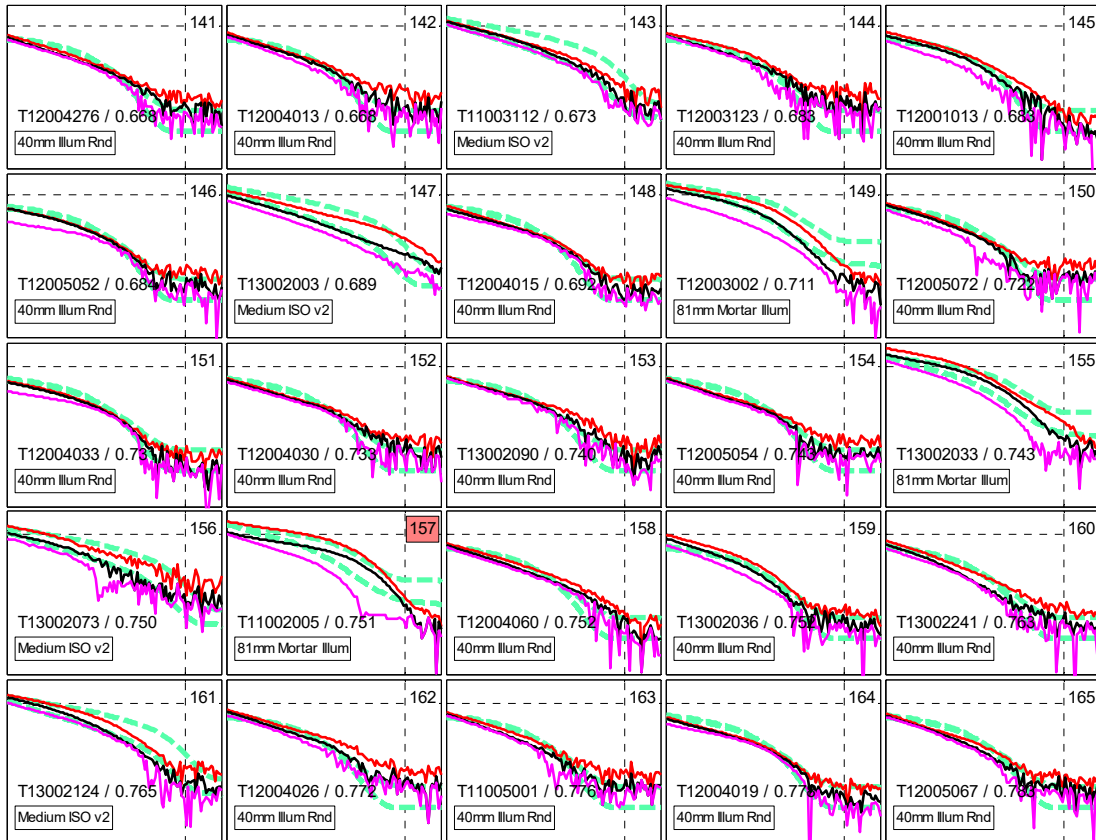 141
T12004276 / 0.668
40mm Illum Rnd
142
T12004013 / 0.668
40mm Illum Rnd
143
T11003112 / 0.673
Medium ISO v2
144
T12003123 / 0.683
40mm Illum Rnd
145
T12001013 / 0.683
40mm Illum Rnd
146
T12005052 / 0.684
40mm Illum Rnd
147
T13002003 / 0.689
Medium ISO v2
148
T12004015 / 0.692
40mm Illum Rnd
149
T12003002 / 0.711
81mm Mortar Illum
150
T12005072 / 0.722
40mm Illum Rnd
151
T12004033 / 0.731
40mm Illum Rnd
152
T12004030 / 0.733
40mm Illum Rnd
153
T13002090 / 0.740
40mm Illum Rnd
154
T12005054 / 0.743
40mm Illum Rnd
155
T13002033 / 0.743
81mm Mortar Illum
156
T13002073 / 0.750
Medium ISO v2
157
T11002005 / 0.751
81mm Mortar Illum
158
T12004060 / 0.752
40mm Illum Rnd
159
T13002036 / 0.752
40mm Illum Rnd
160
T13002241 / 0.763
40mm Illum Rnd
161
T13002124 / 0.765
Medium ISO v2
162
T12004026 / 0.772
40mm Illum Rnd
163
T11005001 / 0.776
40mm Illum Rnd
164
T12004019 /
40mm Illum Rnd
165
T12005067 / 0.783
40mm Illum Rnd